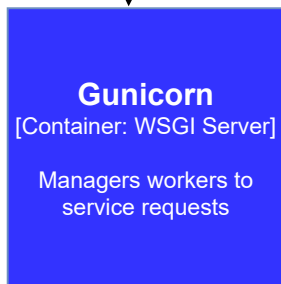 Gunicorn
[Container: WSGI Server]
Managers workers to
service requests